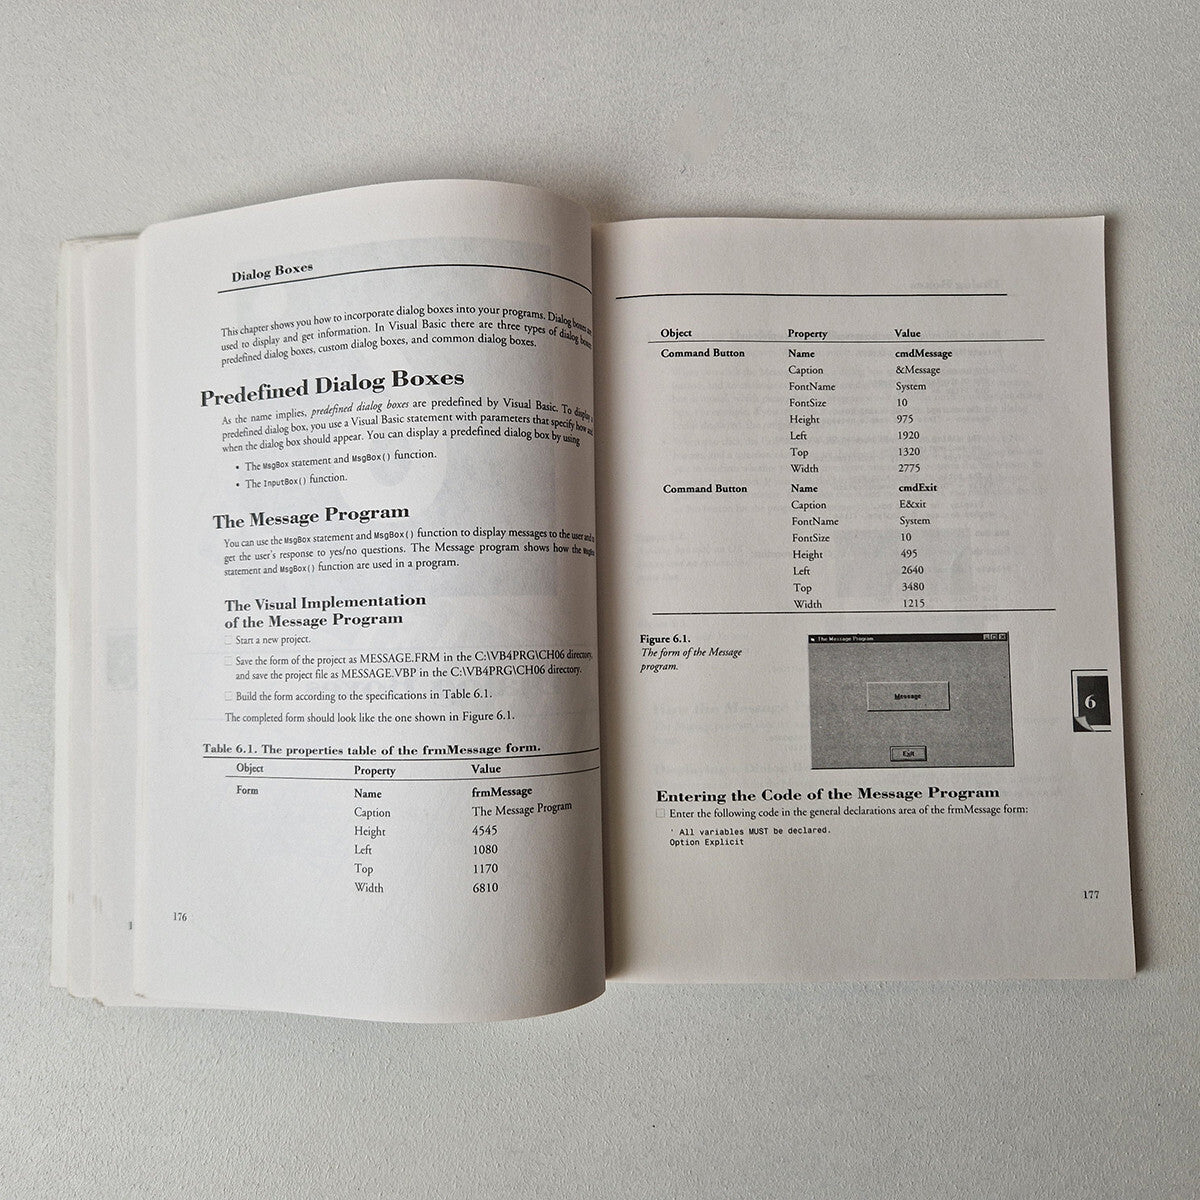 Dialog Boxes
This chapter shows you how to incorporate dialog boxes into your programs. Dialog boxes are
used to display and get information. In Visual Basic there are three types of dialog boxes
predefined dialog boxes, custom dialog boxes, and common dialog boxes.
Predefined Dialog Boxes
As the name implies, predefined dialog boxes are predefined by Visual Basic. To display a
predefined dialog box, you use a Visual Basic statement with parameters that specify how and
when the dialog box should appear. You can display a predefined dialog box by using
• The MsgBox statement and MsgBox() function.
• The InputBox() function.
The Message Program
You can use the MsgBox statement and MsgBox() function to display messages to the user and to
get the user's response to yes/no questions. The Message program shows how the MsgBox
statement and MsgBox() function are used in a program.
The Visual Implementation
of the Message Program
Start a new project.
Save the form of the project as MESSAGE.FRM in the C:\VB4PRG\CH06 directory,
and save the project file as MESSAGE.VBP in the C:\VB4PRG\CH06 directory.
Build the form according to the specifications in Table 6.1.
The completed form should look like the one shown in Figure 6.1.
Table 6.1. The properties table of the frmMessage form.
Object Property Value
Form Name frmMessage
Caption The Message Program
Height 4545
Left 1080
Top 1170
Width 6810
176
Object Property Value
Command Button Name cmdMessage
Caption &Message
FontName System
FontSize 10
Height 975
Left 1920
Top 1320
Width 2775
Command Button Name cmdExit
Caption E&xit
FontName System
FontSize 10
Height 495
Left 2640
Top 3480
Width 1215
Figure 6.1.
The form of the Message
program.
The Message Program
Message
Exit
6
Entering the Code of the Message Program
Enter the following code in the general declarations area of the frmMessage form:
' All variables MUST be declared.
Option Explicit
177